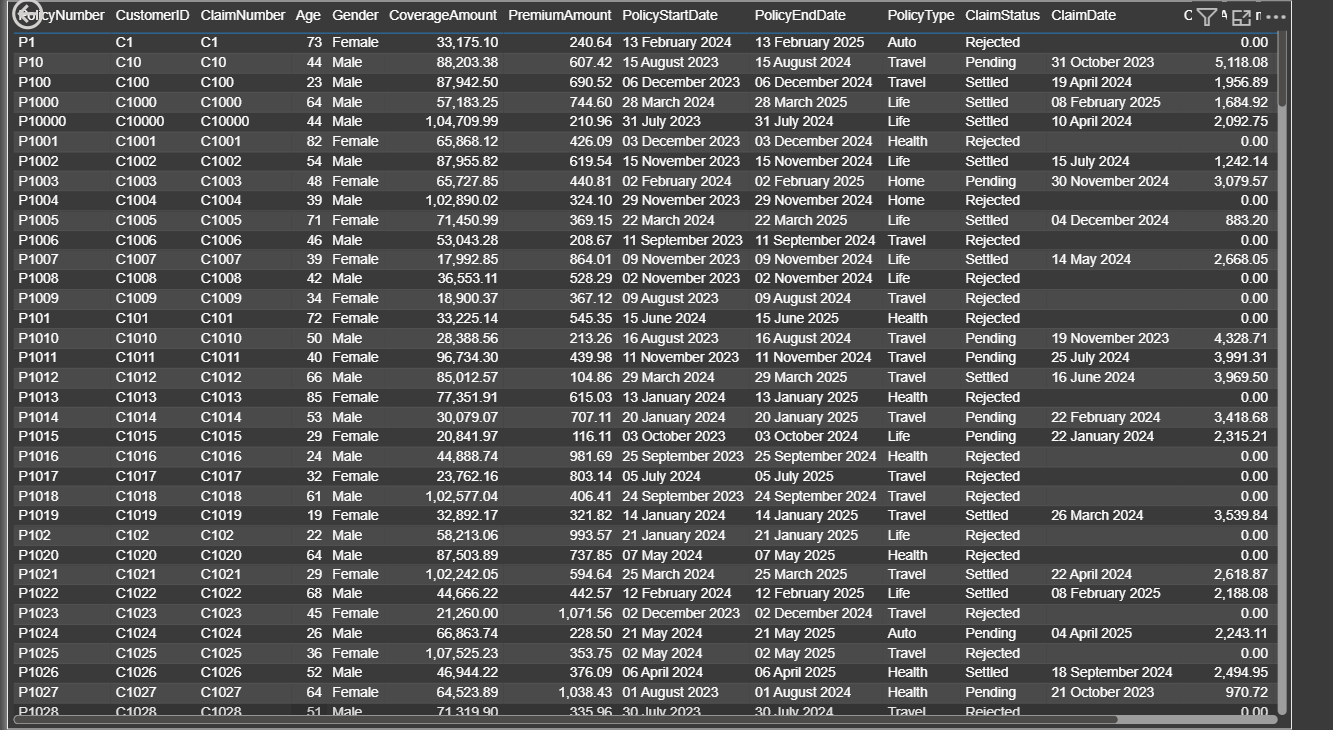 PolicyNumber CustomerID ClaimNumber Age Gender CoverageAmount PremiumAmount PolicyStartDate PolicyEndDate PolicyType ClaimStatus ClaimDate
P1 C1 C1 73 Female 33,175.10 240.64 13 February 2024 13 February 2025 Auto Rejected 0.00
P10 C10 C10 44 Male 88,203.38 607.42 15 August 2023 15 August 2024 Travel Pending 31 October 2023 5,118.08
P100 C100 C100 23 Male 87,942.50 690.52 06 December 2023 06 December 2024 Travel Settled 19 April 2024 1,956.89
P1000 C1000 C1000 64 Male 57,183.25 744.60 28 March 2024 28 March 2025 Life Settled 08 February 2025 1,684.92
P10000 C10000 C10000 44 Male 1,04,709.99 210.96 31 July 2023 31 July 2024 Life Settled 10 April 2024 2,092.75
P1001 C1001 C1001 82 Female 65,868.12 426.09 03 December 2023 03 December 2024 Health Rejected 0.00
P1002 C1002 C1002 54 Male 87,955.82 619.54 15 November 2023 15 November 2024 Life Settled 15 July 2024 1,242.14
P1003 C1003 C1003 48 Female 65,727.85 440.81 02 February 2024 02 February 2025 Home Pending 30 November 2024 3,079.57
P1004 C1004 C1004 39 Male 1,02,890.02 324.10 29 November 2023 29 November 2024 Home Rejected 0.00
P1005 C1005 C1005 71 Female 71,450.99 369.15 22 March 2024 22 March 2025 Life Settled 04 December 2024 883.20
P1006 C1006 C1006 46 Male 53,043.28 208.67 11 September 2023 11 September 2024 Travel Rejected 0.00
P1007 C1007 C1007 39 Female 17,992.85 864.01 09 November 2023 09 November 2024 Life Settled 14 May 2024 2,668.05
P1008 C1008 C1008 42 Male 36,553.11 528.29 02 November 2023 02 November 2024 Life Rejected 0.00
P1009 C1009 C1009 34 Female 18,900.37 367.12 09 August 2023 09 August 2024 Travel Rejected 0.00
P101 C101 C101 72 Female 33,225.14 545.35 15 June 2024 15 June 2025 Health Rejected 0.00
P1010 C1010 C1010 50 Male 28,388.56 213.26 16 August 2023 16 August 2024 Travel Pending 19 November 2023 4,328.71
P1011 C1011 C1011 40 Female 96,734.30 439.98 11 November 2023 11 November 2024 Travel Pending 25 July 2024 3,991.31
P1012 C1012 C1012 66 Male 85,012.57 104.86 29 March 2024 29 March 2025 Travel Settled 16 June 2024 3,969.50
P1013 C1013 C1013 85 Female 77,351.91 615.03 13 January 2024 13 January 2025 Health Rejected 0.00
P1014 C1014 C1014 53 Male 30,079.07 707.11 20 January 2024 20 January 2025 Travel Pending 22 February 2024 3,418.68
P1015 C1015 C1015 29 Female 20,841.97 116.11 03 October 2023 03 October 2024 Life Pending 22 January 2024 2,315.21
P1016 C1016 C1016 24 Male 44,888.74 981.69 25 September 2023 25 September 2024 Health Rejected 0.00
P1017 C1017 C1017 32 Female 23,762.16 803.14 05 July 2024 05 July 2025 Travel Rejected 0.00
P1018 C1018 C1018 61 Male 1,02,577.04 406.41 24 September 2023 24 September 2024 Travel Rejected 0.00
P1019 C1019 C1019 19 Female 32,892.17 321.82 14 January 2024 14 January 2025 Travel Settled 26 March 2024 3,539.84
P102 C102 C102 22 Male 58,213.06 993.57 21 January 2024 21 January 2025 Life Rejected 0.00
P1020 C1020 C1020 64 Male 87,503.89 737.85 07 May 2024 07 May 2025 Health Rejected 0.00
P1021 C1021 C1021 29 Female 1,02,242.05 594.64 25 March 2024 25 March 2025 Travel Settled 22 April 2024 2,618.87
P1022 C1022 C1022 68 Male 44,666.22 442.57 12 February 2024 12 February 2025 Life Settled 08 February 2025 2,188.08
P1023 C1023 C1023 45 Female 21,260.00 1,071.56 02 December 2023 02 December 2024 Travel Rejected 0.00
P1024 C1024 C1024 26 Male 66,863.74 228.50 21 May 2024 21 May 2025 Auto Pending 04 April 2025 2,243.11
P1025 C1025 C1025 36 Female 1,07,525.23 353.75 02 May 2024 02 May 2025 Travel Rejected 0.00
P1026 C1026 C1026 52 Male 46,944.22 376.09 06 April 2024 06 April 2025 Health Settled 18 September 2024 2,494.95
P1027 C1027 C1027 64 Female 64,523.89 1,038.43 01 August 2023 01 August 2024 Health Pending 21 October 2023 970.72
P1028 C1028 C1028 51 Male 71,319.90 335.96 30 July 2023 30 July 2024 Travel Rejected 0.00